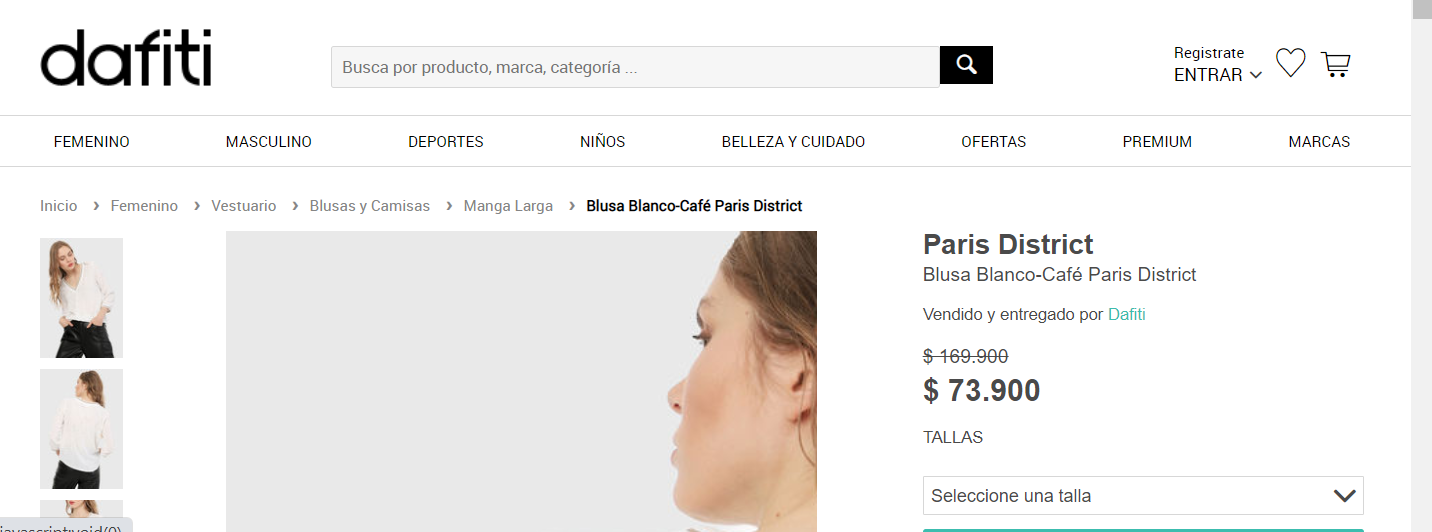 dafiti
Busca por producto, marca, categoría ...
Registrate
ENTRAR
FEMENINO MASCULINO DEPORTES NIÑOS BELLEZA Y CUIDADO OFERTAS PREMIUM MARCAS
Inicio › Femenino › Vestuario › Blusas y Camisas › Manga Larga › Blusa Blanco-Café Paris District
Paris District
Blusa Blanco-Café Paris District
Vendido y entregado por Dafiti
$ 169.900
$ 73.900
TALLAS
Seleccione una talla
javascript:void(0)